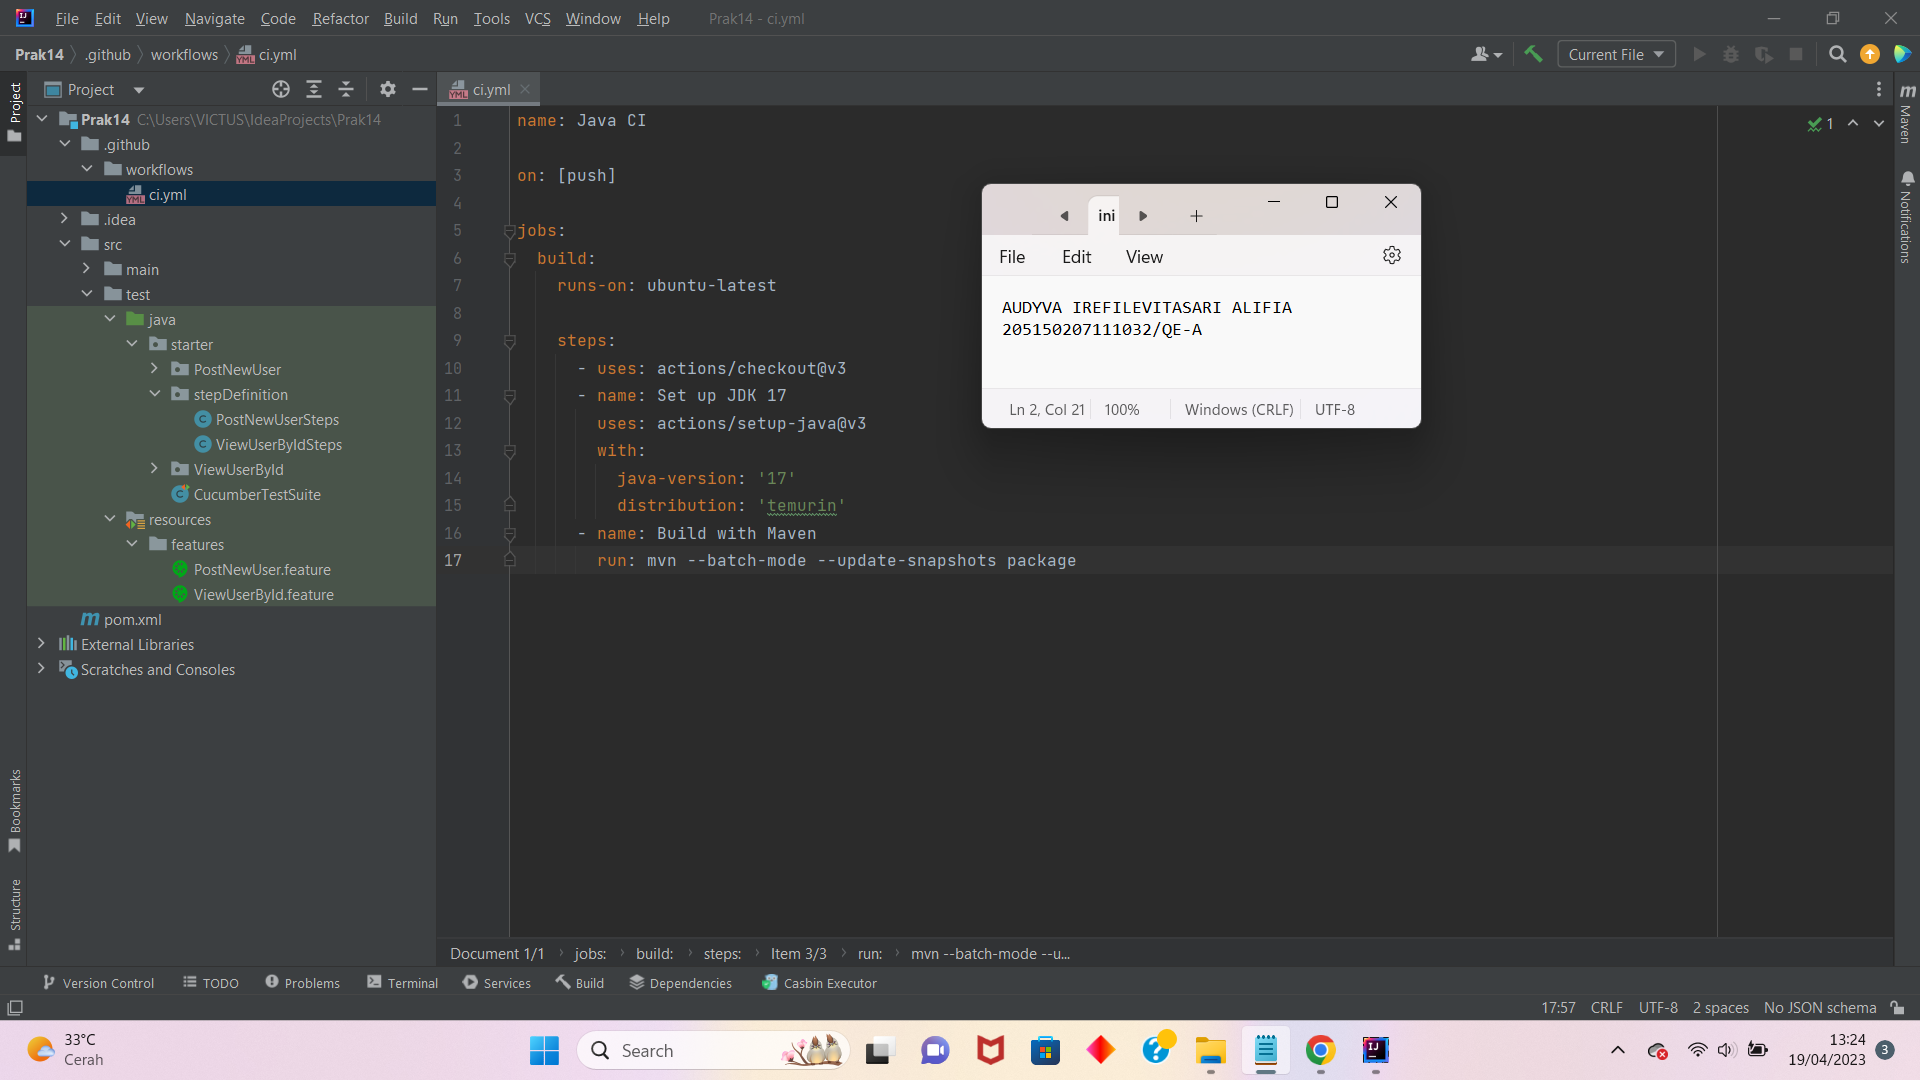 File Edit View Navigate Code Refactor Build Run Tools VCS Window Help Prak14 - ci.yml
Prak14 .github workflows ci.yml Current File
Project ci.yml
Prak14 C:\Users\VICTUS\IdeaProjects\Prak14
.github
workflows
ci.yml
.idea
src
main
test
java
starter
PostNewUser
stepDefinition
PostNewUserSteps
ViewUserByIdSteps
ViewUserById
CucumberTestSuite
resources
features
PostNewUser.feature
ViewUserById.feature
pom.xml
External Libraries
Scratches and Consoles
Project
Bookmarks
Structure
1 name: Java CI
2
3 on: [push]
4
5 jobs:
6 build:
7 runs-on: ubuntu-latest
8
9 steps:
10 - uses: actions/checkout@v3
11 - name: Set up JDK 17
12 uses: actions/setup-java@v3
13 with:
14 java-version: '17'
15 distribution: 'temurin'
16 - name: Build with Maven
17 run: mvn --batch-mode --update-snapshots package
1
Maven
Notifications
ini
File Edit View
AUDYVA IREFILEVITASARI ALIFIA
205150207111032/QE-A
Ln 2, Col 21 100% Windows (CRLF) UTF-8
Document 1/1 jobs: build: steps: Item 3/3 run: mvn --batch-mode --u...
Version Control TODO Problems Terminal Services Build Dependencies Casbin Executor
17:57 CRLF UTF-8 2 spaces No JSON schema
33°C
Cerah
Search
13:24
19/04/2023
3